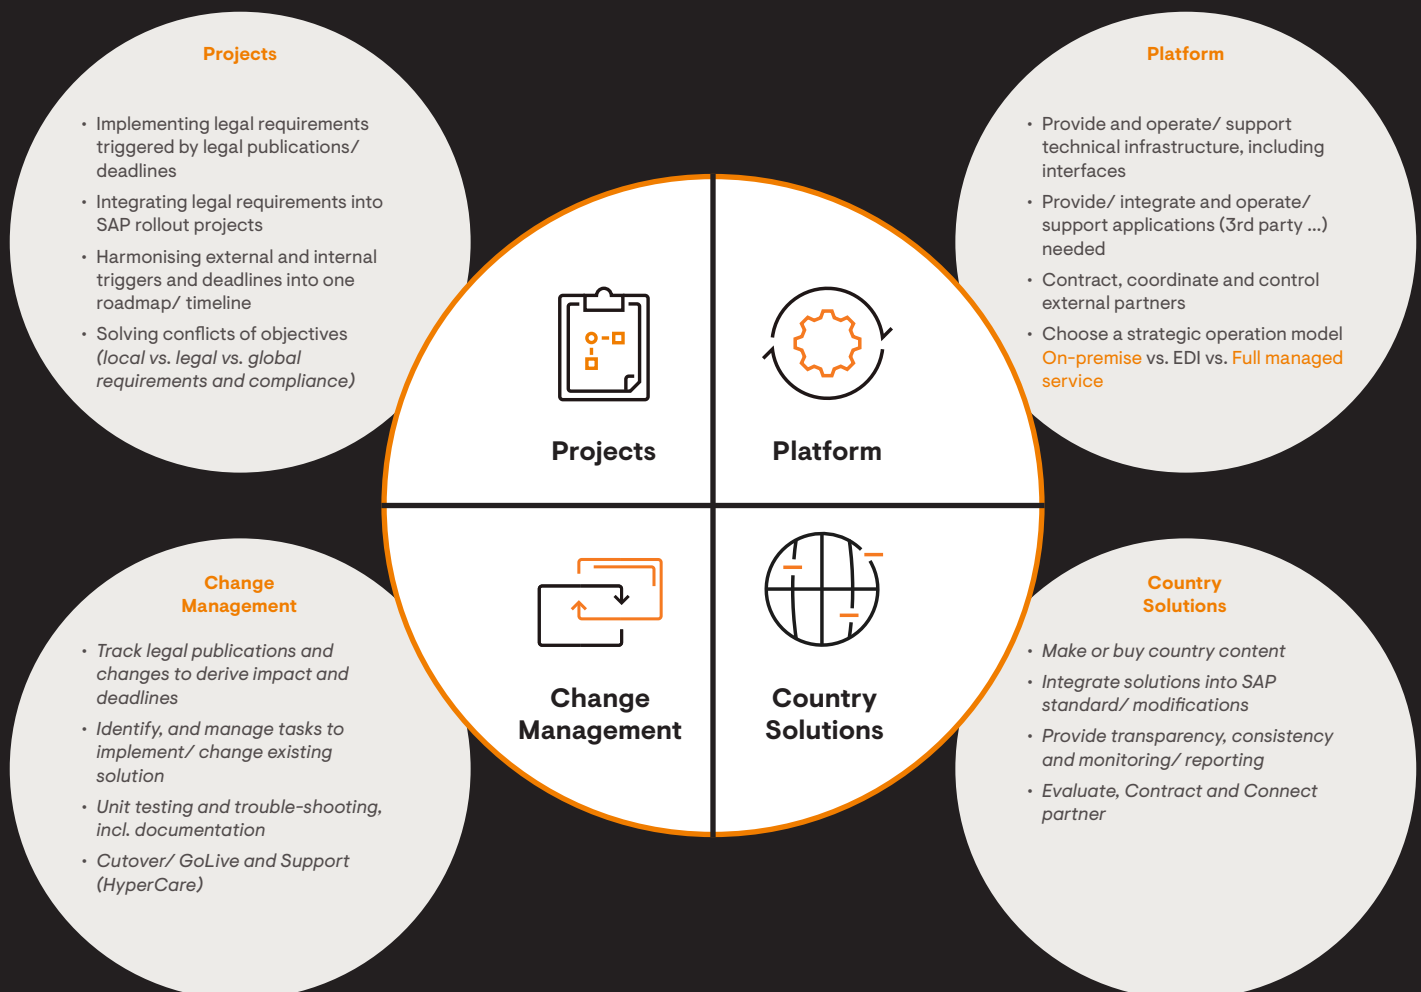 Projects
• Implementing legal requirements
triggered by legal publications/
deadlines
• Integrating legal requirements into
SAP rollout projects
• Harmonising external and internal
triggers and deadlines into one
roadmap/ timeline
• Solving conflicts of objectives
(local vs. legal vs. global
requirements and compliance)
Platform
• Provide and operate/ support
technical infrastructure, including
interfaces
• Provide/ integrate and operate/
support applications (3rd party ...)
needed
• Contract, coordinate and control
external partners
• Choose a strategic operation model
On-premise vs. EDI vs. Full managed
service
Projects
Platform
Change
Management
Country
Solutions
Change
Management
• Track legal publications and
changes to derive impact and
deadlines
• Identify, and manage tasks to
implement/ change existing
solution
• Unit testing and trouble-shooting,
incl. documentation
• Cutover/ GoLive and Support
(HyperCare)
Country
Solutions
• Make or buy country content
• Integrate solutions into SAP
standard/ modifications
• Provide transparency, consistency
and monitoring/ reporting
• Evaluate, Contract and Connect
partner